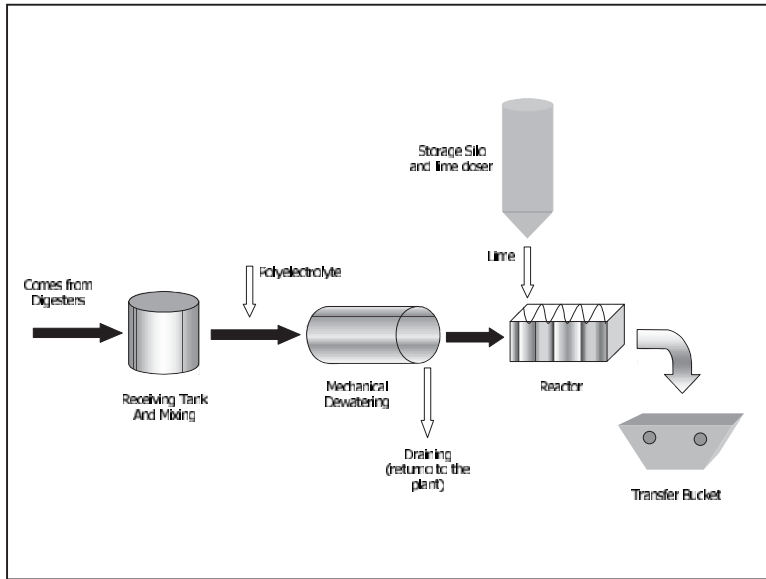 Storage Silo
and lime doser
Lime
Polyelectrolyte
Comes from
Digesters
Receiving Tank
And Mixing
Mechanical
Dewatering
Reactor
Draining
(returno to the
plant)
Transfer Bucket